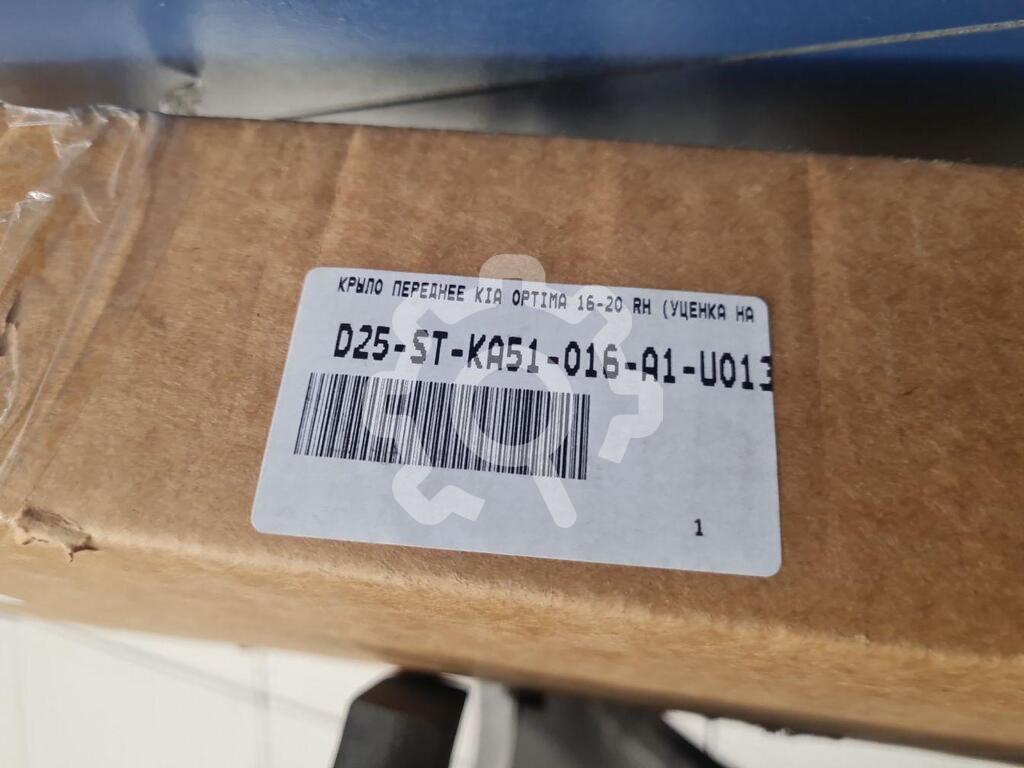 КРЫЛО ПЕРЕДНЕЕ KIA OPTIMA 16-20 RH (УЦЕНКА НА
D25-ST-KA51-016-A1-U013
1